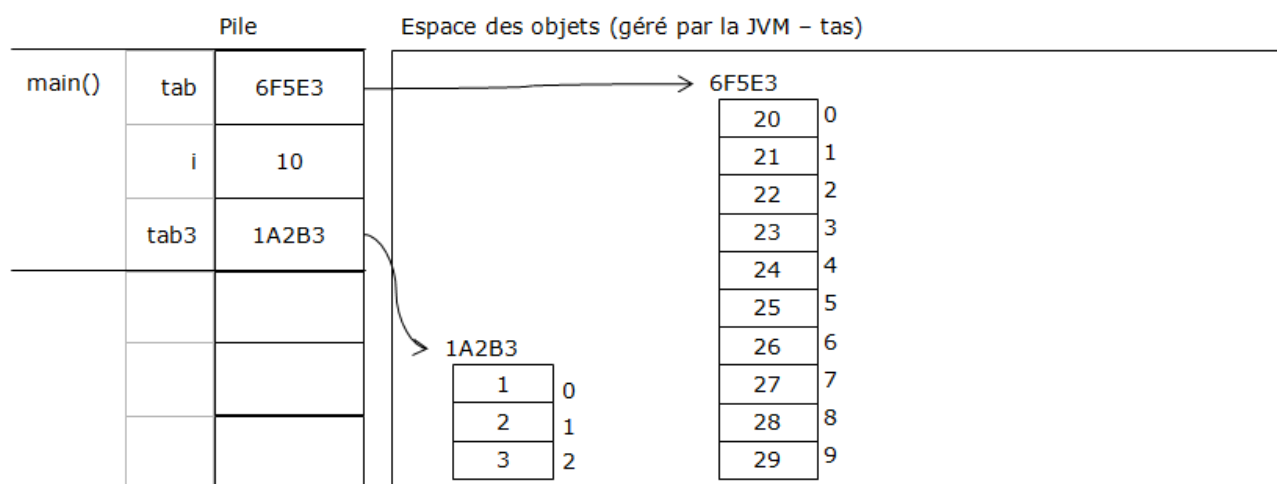 Pile Espace des objets (géré par la JVM – tas)
main() tab 6F5E3 6F5E3
20 0
21 1
i 10
22 2
23 3
tab3 1A2B3
24 4
25 5
26 6
1A2B3
27 7
1 0
28 8
2 1
29 9
3 2